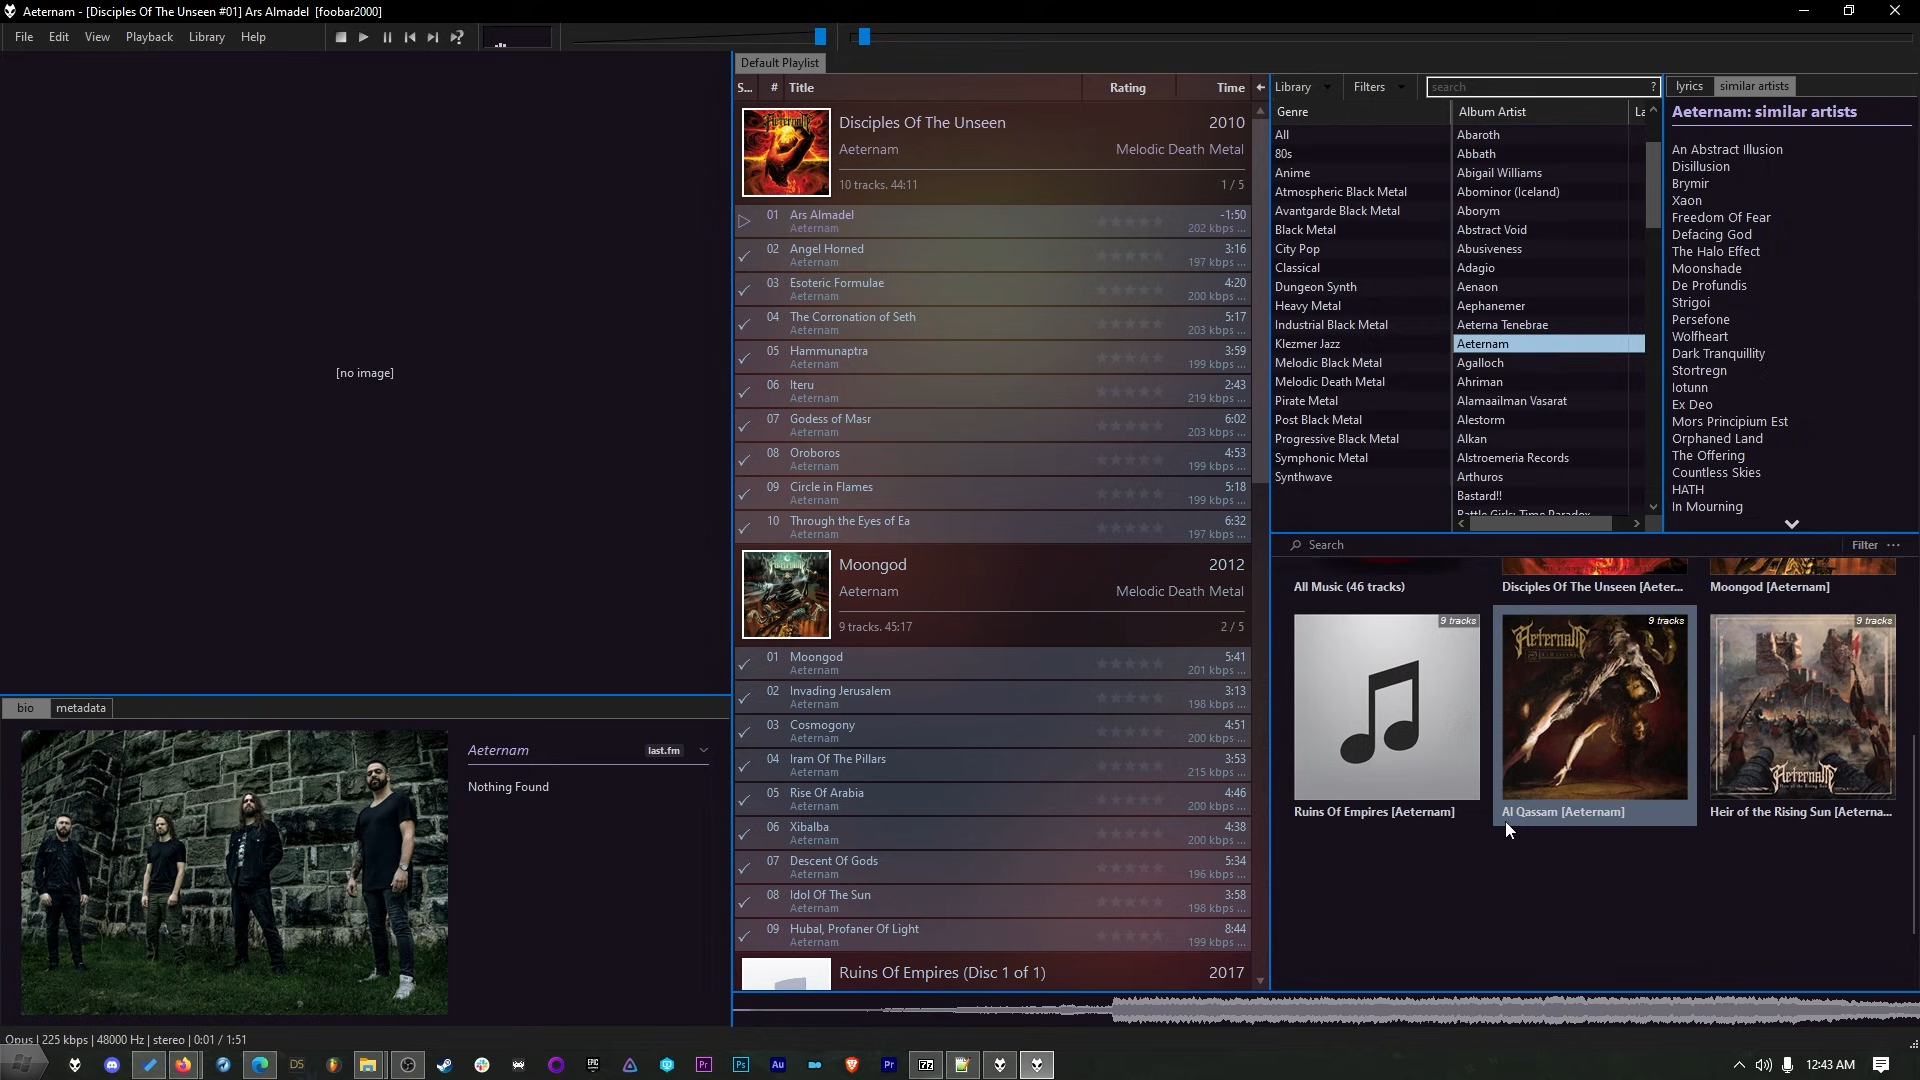 Aeternam - [Disciples Of The Unseen #01] Ars Almadel  [foobar2000]
File Edit View Playback Library Help
Default Playlist
S... # Title Rating Time
Disciples Of The Unseen 2010
Aeternam Melodic Death Metal
10 tracks. 44:11 1 / 5
01 Ars Almadel -1:50
Aeternam 202 kbps ...
02 Angel Horned 3:16
Aeternam 197 kbps ...
03 Esoteric Formulae 4:20
Aeternam 200 kbps ...
04 The Corronation of Seth 5:17
Aeternam 203 kbps ...
05 Hammunaptra 3:59
Aeternam 199 kbps ...
06 Iteru 2:43
Aeternam 219 kbps ...
07 Godess of Masr 6:02
Aeternam 203 kbps ...
08 Oroboros 4:53
Aeternam 199 kbps ...
09 Circle in Flames 5:18
Aeternam 199 kbps ...
10 Through the Eyes of Ea 6:32
Aeternam 197 kbps ...
Moongod 2012
Aeternam Melodic Death Metal
9 tracks. 45:17 2 / 5
01 Moongod 5:41
Aeternam 201 kbps ...
02 Invading Jerusalem 3:13
Aeternam 198 kbps ...
03 Cosmogony 4:51
Aeternam 200 kbps ...
04 Iram Of The Pillars 3:53
Aeternam 215 kbps ...
05 Rise Of Arabia 4:46
Aeternam 200 kbps ...
06 Xibalba 4:38
Aeternam 200 kbps ...
07 Descent Of Gods 5:34
Aeternam 196 kbps ...
08 Idol Of The Sun 3:58
Aeternam 198 kbps ...
09 Hubal, Profaner Of Light 8:44
Aeternam 199 kbps ...
Ruins Of Empires (Disc 1 of 1) 2017
Library Filters search ?
Genre
All
80s
Anime
Atmospheric Black Metal
Avantgarde Black Metal
Black Metal
City Pop
Classical
Dungeon Synth
Heavy Metal
Industrial Black Metal
Klezmer Jazz
Melodic Black Metal
Melodic Death Metal
Pirate Metal
Post Black Metal
Progressive Black Metal
Symphonic Metal
Synthwave
Album Artist La
Abaroth
Abbath
Abigail Williams
Abominor (Iceland)
Aborym
Abstract Void
Abusiveness
Adagio
Aenaon
Aephanemer
Aeterna Tenebrae
Aeternam
Agalloch
Ahriman
Alamaailman Vasarat
Alestorm
Alkan
Alstroemeria Records
Arthuros
Bastard!!
Battle Girls: Time Paradox
lyrics similar artists
Aeternam: similar artists
An Abstract Illusion
Disillusion
Brymir
Xaon
Freedom Of Fear
Defacing God
The Halo Effect
Moonshade
De Profundis
Strigoi
Persefone
Wolfheart
Dark Tranquillity
Stortregn
Iotunn
Ex Deo
Mors Principium Est
Orphaned Land
The Offering
Countless Skies
HATH
In Mourning
[no image]
bio metadata
Aeternam last.fm
Nothing Found
Search Filter ...
All Music (46 tracks)
Disciples Of The Unseen [Aeter...
Moongod [Aeternam]
9 tracks
Ruins Of Empires [Aeternam]
9 tracks
Aeternam
Al Qassam [Aeternam]
9 tracks
Aeternam
Heir of the Rising Sun [Aeterna...
Opus | 225 kbps | 48000 Hz | stereo | 0:01 / 1:51
DS
EPIC
Pr
Ps
Au
Pr
7z
12:43 AM